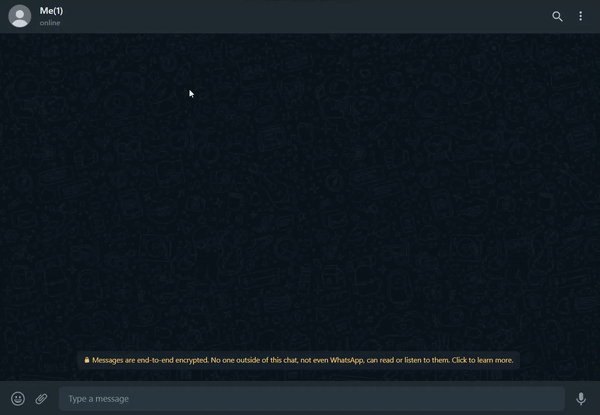 Me(1)
online
Messages are end-to-end encrypted. No one outside of this chat, not even WhatsApp, can read or listen to them. Click to learn more.
Type a message